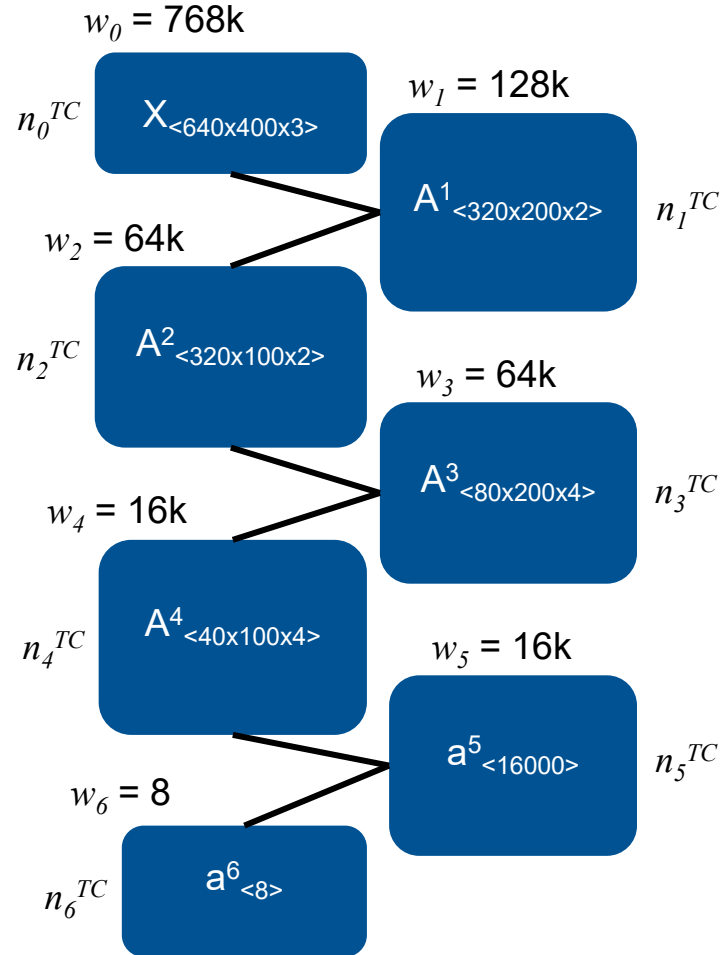 w₀ = 768k
n₀ᵀᶜ
X<640x400x3>
w₁ = 128k
A¹<320x200x2>
n₁ᵀᶜ
w₂ = 64k
n₂ᵀᶜ
A²<320x100x2>
w₃ = 64k
A³<80x200x4>
n₃ᵀᶜ
w₄ = 16k
n₄ᵀᶜ
A⁴<40x100x4>
w₅ = 16k
a⁵<16000>
n₅ᵀᶜ
w₆ = 8
n₆ᵀᶜ
a⁶<8>